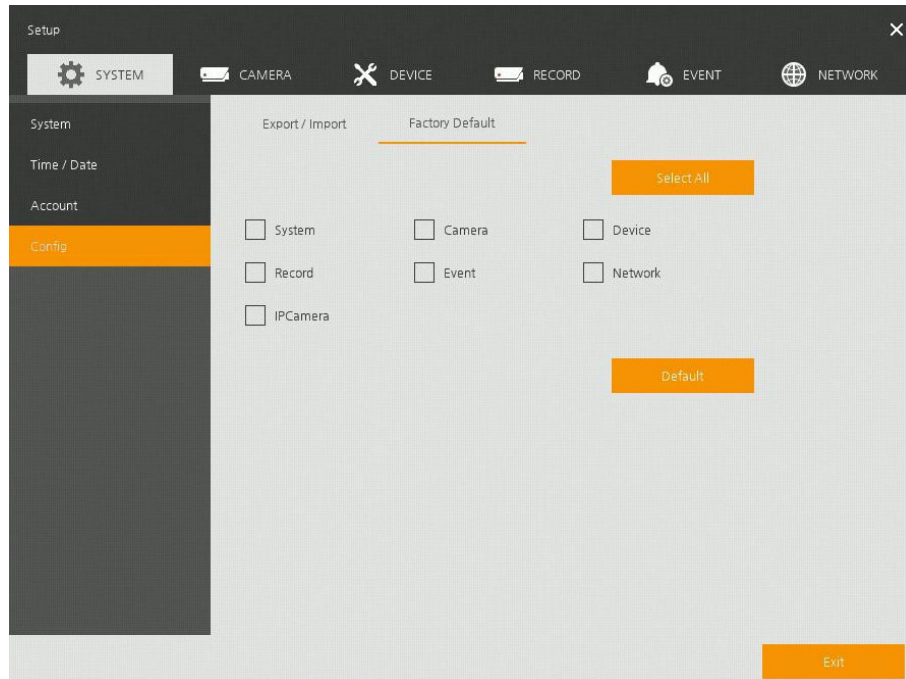 Setup
SYSTEM CAMERA DEVICE RECORD EVENT NETWORK
System
Time / Date
Account
Config
Export / Import Factory Default
Select All
System Camera Device
Record Event Network
IPCamera
Default
Exit